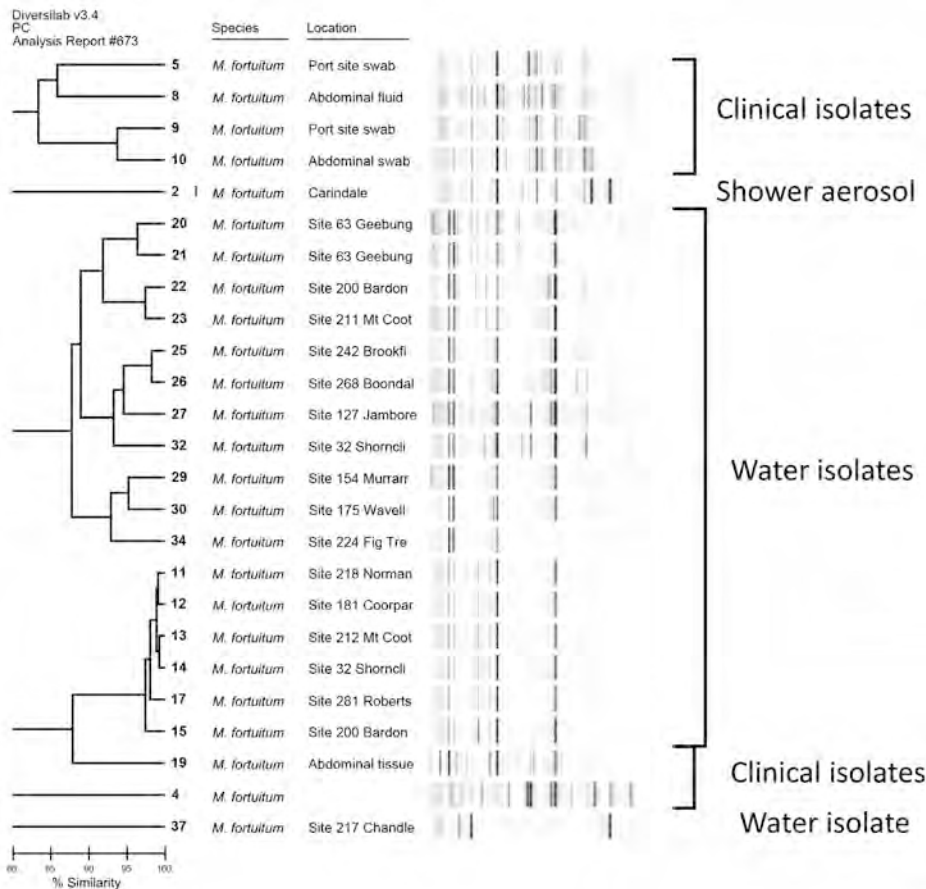 Diversilab v3.4
PC
Analysis Report #673
Species Location
5 M. fortuitum Port site swab
8 M. fortuitum Abdominal fluid
9 M. fortuitum Port site swab
10 M. fortuitum Abdominal swab
Clinical isolates
2 M. fortuitum Carindale
Shower aerosol
20 M. fortuitum Site 63 Geebung
21 M. fortuitum Site 63 Geebung
22 M. fortuitum Site 200 Bardon
23 M. fortuitum Site 211 Mt Coot
25 M. fortuitum Site 242 Brookfi
26 M. fortuitum Site 268 Boondal
27 M. fortuitum Site 127 Jambore
32 M. fortuitum Site 32 Shorncli
29 M. fortuitum Site 154 Murrarr
30 M. fortuitum Site 175 Wavell
34 M. fortuitum Site 224 Fig Tre
11 M. fortuitum Site 218 Norman
12 M. fortuitum Site 181 Coorpar
13 M. fortuitum Site 212 Mt Coot
14 M. fortuitum Site 32 Shorncli
17 M. fortuitum Site 281 Roberts
15 M. fortuitum Site 200 Bardon
Water isolates
19 M. fortuitum Abdominal tissue
4 M. fortuitum
Clinical isolates
37 M. fortuitum Site 217 Chandle
Water isolate
80 85 90 95 100
% Similarity